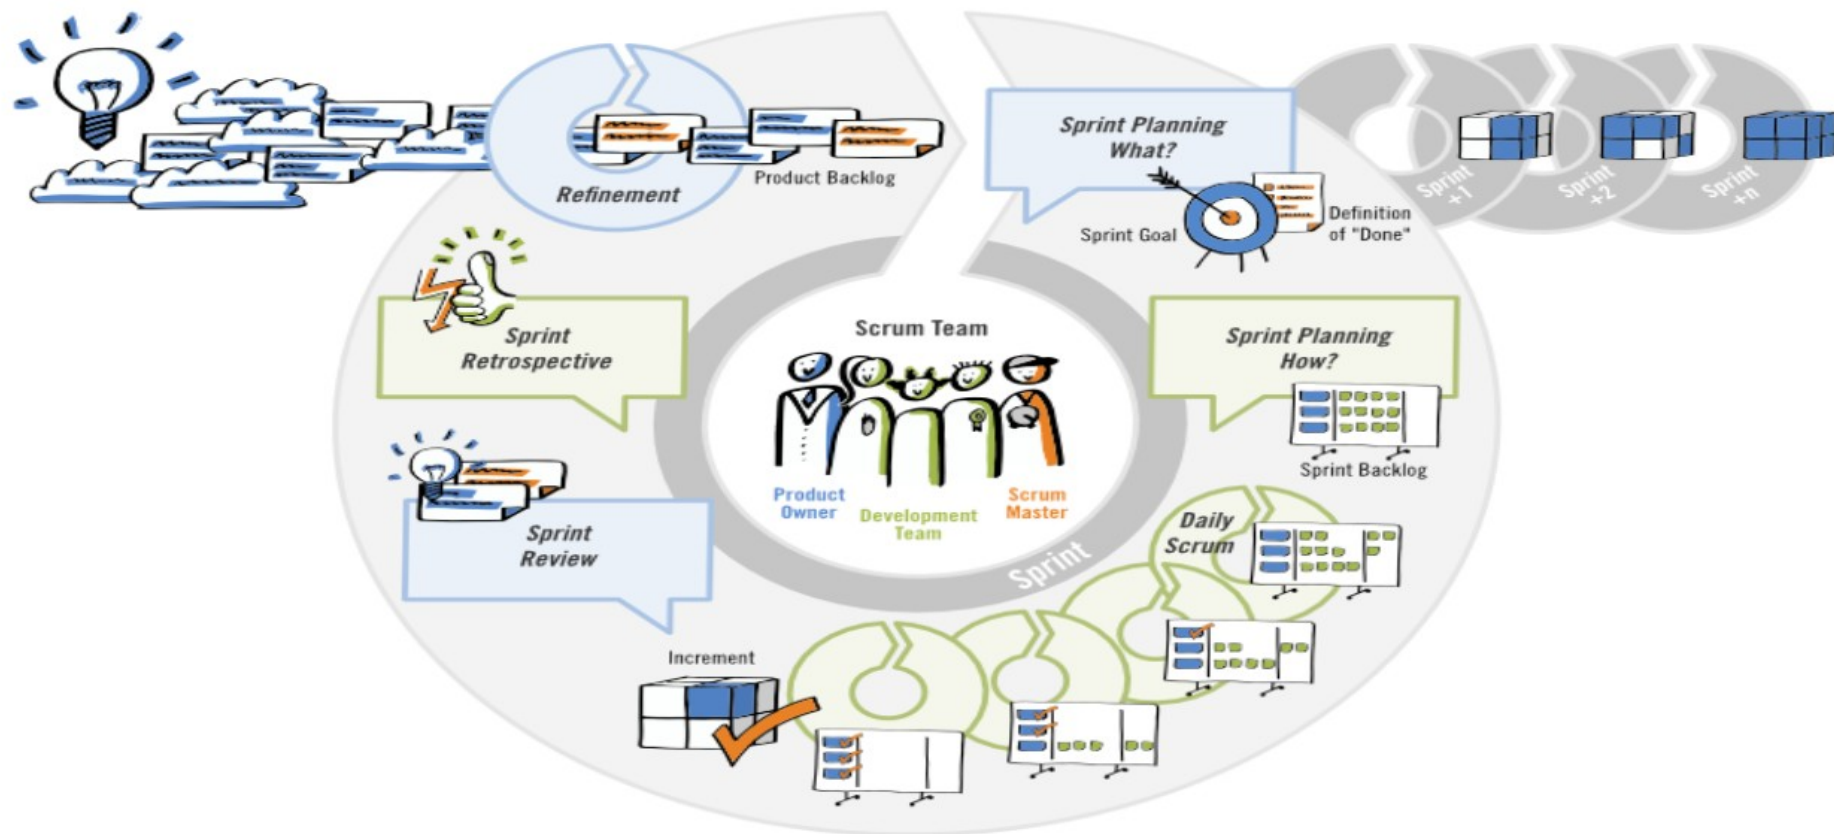 Refinement
Product Backlog
Sprint Planning
What?
Sprint Goal
Definition
of "Done"
Sprint
+1
Sprint
+2
Sprint
+n
Sprint
Retrospective
Scrum Team
Product
Owner
Development
Team
Scrum
Master
Sprint Planning
How?
Sprint Backlog
Sprint
Review
Daily
Scrum
Sprint
Increment